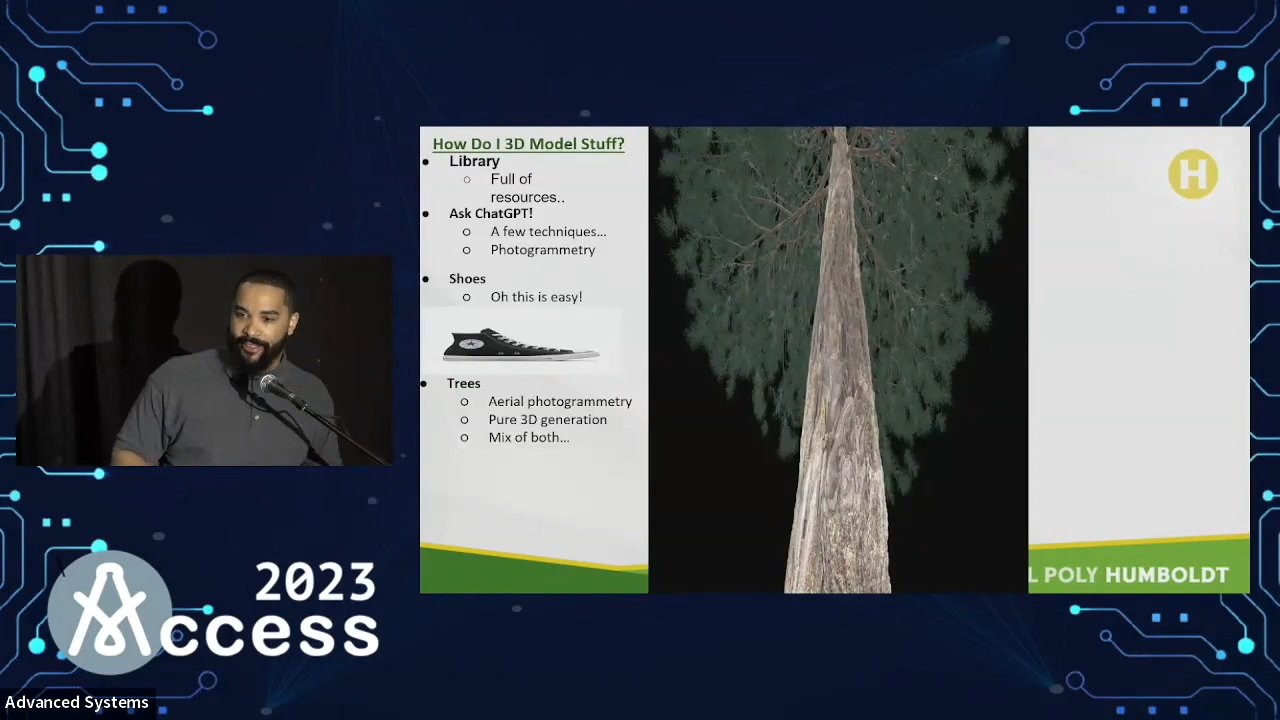 How Do I 3D Model Stuff?
Library
Full of
resources..
Ask ChatGPT!
A few techniques...
Photogrammetry
Shoes
Oh this is easy!
Trees
Aerial photogrammetry
Pure 3D generation
Mix of both...
H
L POLY HUMBOLDT
2023
Access
Advanced Systems